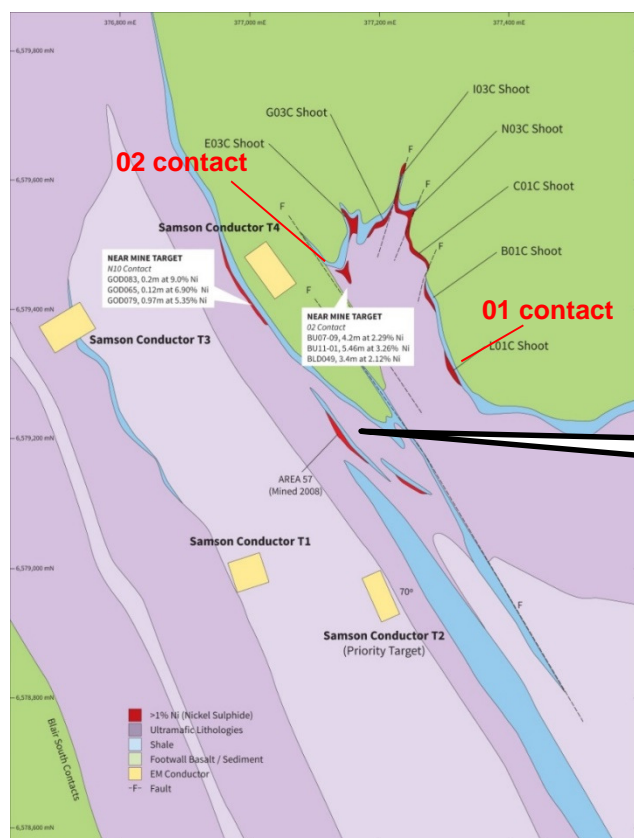 376,800 mE
377,000 mE
377,200 mE
377,400 mE
6,579,800 mN
6,579,600 mN
6,579,400 mN
6,579,200 mN
6,579,000 mN
6,578,800 mN
6,578,600 mN
I03C Shoot
G03C Shoot
N03C Shoot
E03C Shoot
02 contact
C01C Shoot
F
F
F
F
F
Samson Conductor T4
B01C Shoot
NEAR MINE TARGET
N10 Contact
GOD083, 0.2m at 9.0% Ni
GOD065, 0.12m at 6.90% Ni
GOD079, 0.97m at 5.35% Ni
NEAR MINE TARGET
02 Contact
BU07-09, 4.2m at 2.29% Ni
BU11-01, 5.46m at 3.26% Ni
BLD049, 3.4m at 2.12% Ni
01 contact
L01C Shoot
Samson Conductor T3
AREA 57
(Mined 2008)
Samson Conductor T1
70º
F
Samson Conductor T2
(Priority Target)
Blair South Contacts
>1% Ni (Nickel Sulphide)
Ultramafic Lithologies
Shale
Footwall Basalt / Sediment
EM Conductor
-F- Fault